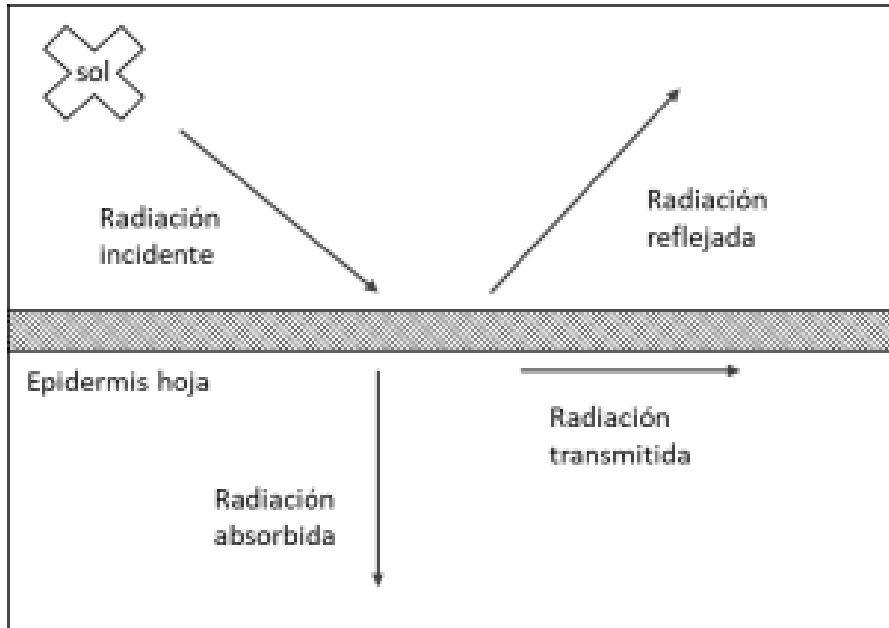 sol
Radiación
incidente
Radiación
reflejada
Epidermis hoja
Radiación
transmitida
Radiación
absorbida